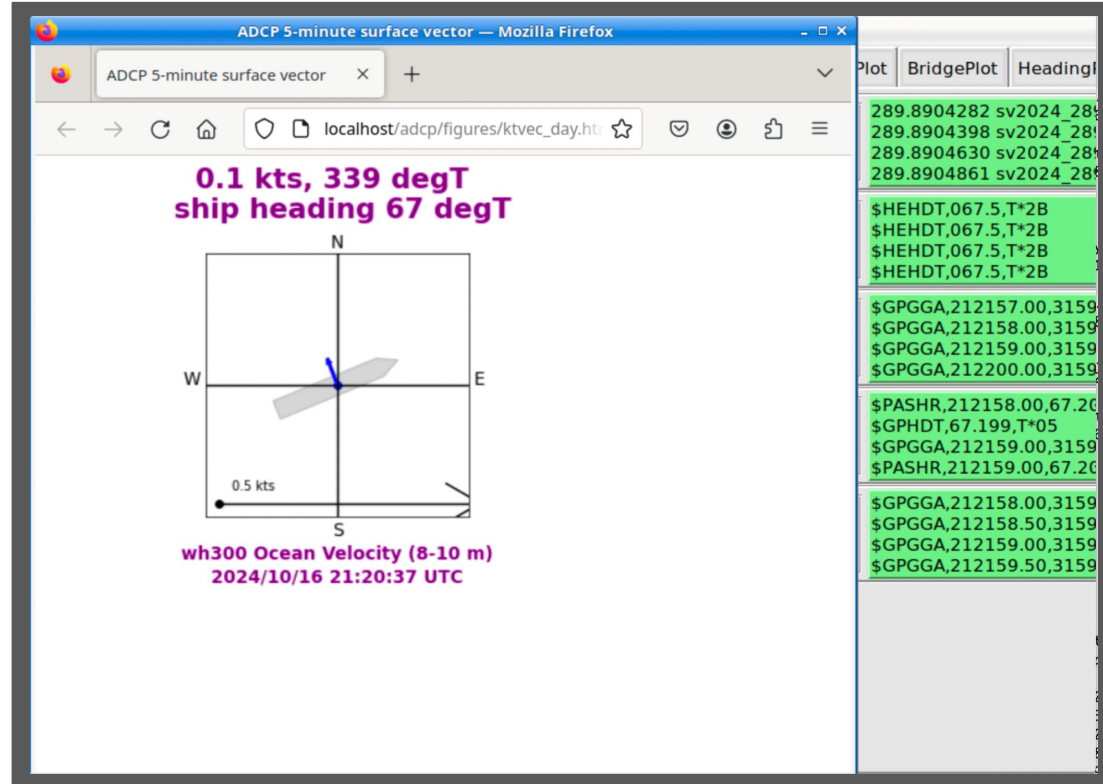 ADCP 5-minute surface vector — Mozilla Firefox
ADCP 5-minute surface vector
localhost/adcp/figures/ktvec_day.ht
0.1 kts, 339 degT
ship heading 67 degT
N
W
E
0.5 kts
S
wh300 Ocean Velocity (8-10 m)
2024/10/16 21:20:37 UTC
Plot BridgePlot Heading
289.8904282 sv2024_28
289.8904398 sv2024_28
289.8904630 sv2024_28
289.8904861 sv2024_28
$HEHDT,067.5,T*2B
$HEHDT,067.5,T*2B
$HEHDT,067.5,T*2B
$HEHDT,067.5,T*2B
$GPGGA,212157.00,3159
$GPGGA,212158.00,3159
$GPGGA,212159.00,3159
$GPGGA,212200.00,3159
$PASHR,212158.00,67.20
$GPHDT,67.199,T*05
$GPGGA,212159.00,3159
$PASHR,212159.00,67.20
$GPGGA,212158.00,3159
$GPGGA,212158.50,3159
$GPGGA,212159.00,3159
$GPGGA,212159.50,3159